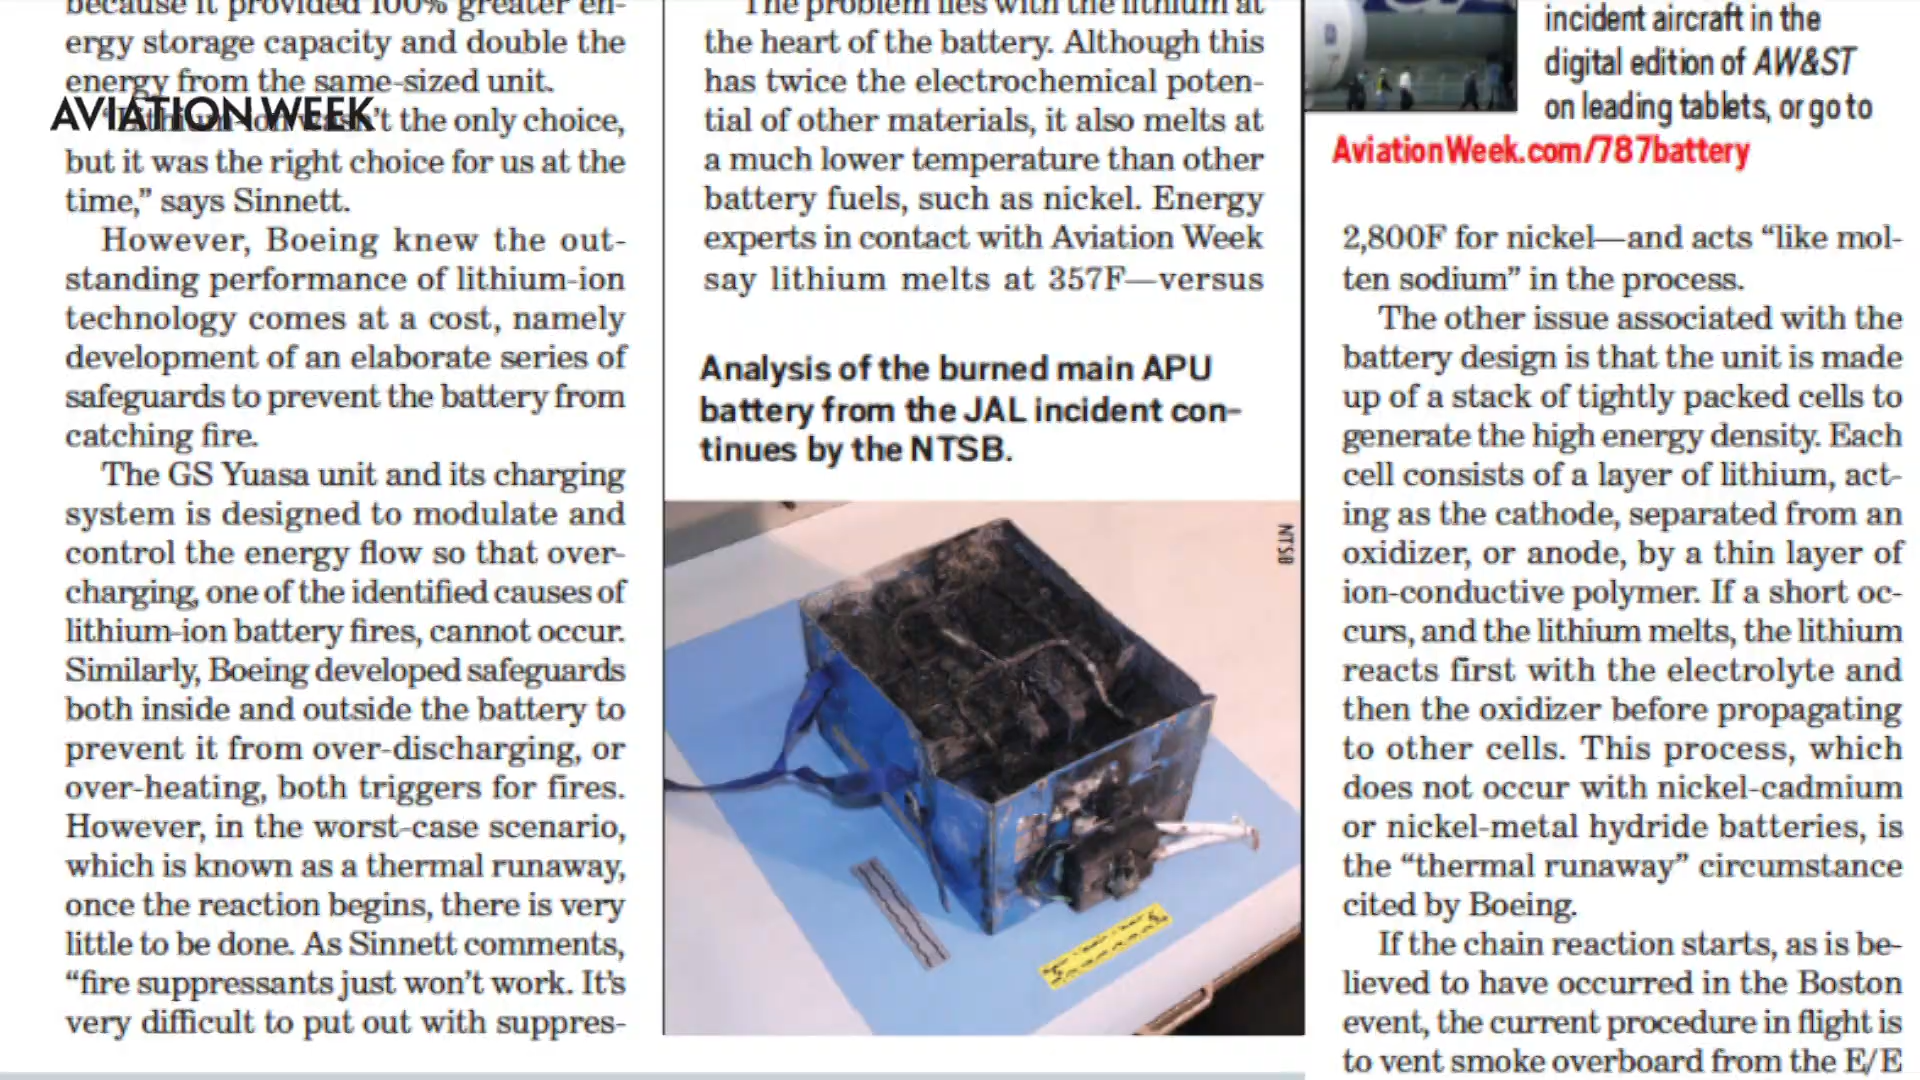 because it provided 100% greater en-
ergy storage capacity and double the
energy from the same-sized unit.
AVIATION WEEK
“Lithium-ion wasn’t the only choice,
but it was the right choice for us at the
time,” says Sinnett.
However, Boeing knew the out-
standing performance of lithium-ion
technology comes at a cost, namely
development of an elaborate series of
safeguards to prevent the battery from
catching fire.
The GS Yuasa unit and its charging
system is designed to modulate and
control the energy flow so that over-
charging, one of the identified causes of
lithium-ion battery fires, cannot occur.
Similarly, Boeing developed safeguards
both inside and outside the battery to
prevent it from over-discharging, or
over-heating, both triggers for fires.
However, in the worst-case scenario,
which is known as a thermal runaway,
once the reaction begins, there is very
little to be done. As Sinnett comments,
“fire suppressants just won’t work. It’s
very difficult to put out with suppres-
The problem lies with the lithium at
the heart of the battery. Although this
has twice the electrochemical poten-
tial of other materials, it also melts at
a much lower temperature than other
battery fuels, such as nickel. Energy
experts in contact with Aviation Week
say lithium melts at 357F—versus
Analysis of the burned main APU
battery from the JAL incident con-
tinues by the NTSB.
NTSB
incident aircraft in the
digital edition of AW&ST
on leading tablets, or go to
AviationWeek.com/787battery
2,800F for nickel—and acts “like mol-
ten sodium” in the process.
The other issue associated with the
battery design is that the unit is made
up of a stack of tightly packed cells to
generate the high energy density. Each
cell consists of a layer of lithium, act-
ing as the cathode, separated from an
oxidizer, or anode, by a thin layer of
ion-conductive polymer. If a short oc-
curs, and the lithium melts, the lithium
reacts first with the electrolyte and
then the oxidizer before propagating
to other cells. This process, which
does not occur with nickel-cadmium
or nickel-metal hydride batteries, is
the “thermal runaway” circumstance
cited by Boeing.
If the chain reaction starts, as is be-
lieved to have occurred in the Boston
event, the current procedure in flight is
to vent smoke overboard from the E/E